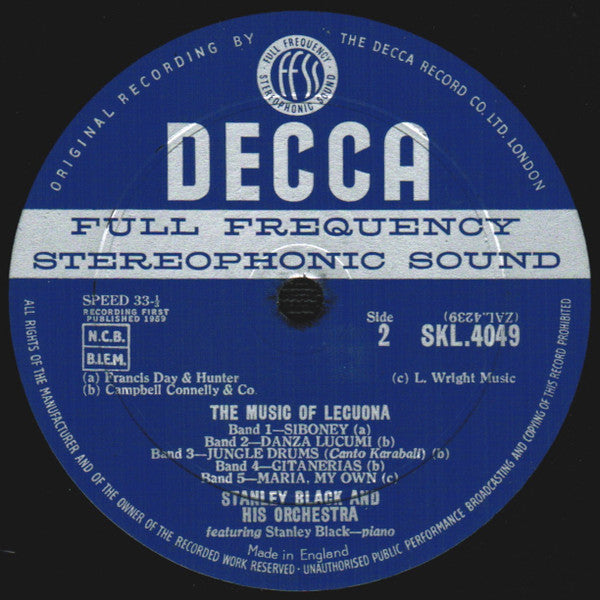 ORIGINAL RECORDING BY THE DECCA RECORD CO. LTD. LONDON
FULL FREQUENCY
ffss
STEREOPHONIC SOUND
DECCA
FULL FREQUENCY
STEREOPHONIC SOUND
SPEED 33-⅓
RECORDING FIRST
PUBLISHED 1959
N.C.B.
B.I.E.M.
Side
2
SKL.4049
(ZAL.4239)
(a) Francis Day & Hunter
(b) Campbell Connelly & Co.
(c) L. Wright Music
THE MUSIC OF LECUONA
Band 1—SIBONEY (a)
Band 2—DANZA LUCUMI (b)
Band 3—JUNGLE DRUMS (Canto Karabali) (b)
Band 4—GITANERIAS (b)
Band 5—MARIA, MY OWN (c)
STANLEY BLACK AND
HIS ORCHESTRA
featuring Stanley Black—piano
Made in England
ALL RIGHTS OF THE MANUFACTURER AND OF THE OWNER OF THE RECORDED WORK RESERVED · UNAUTHORISED PUBLIC PERFORMANCE BROADCASTING AND COPYING OF THIS RECORD PROHIBITED